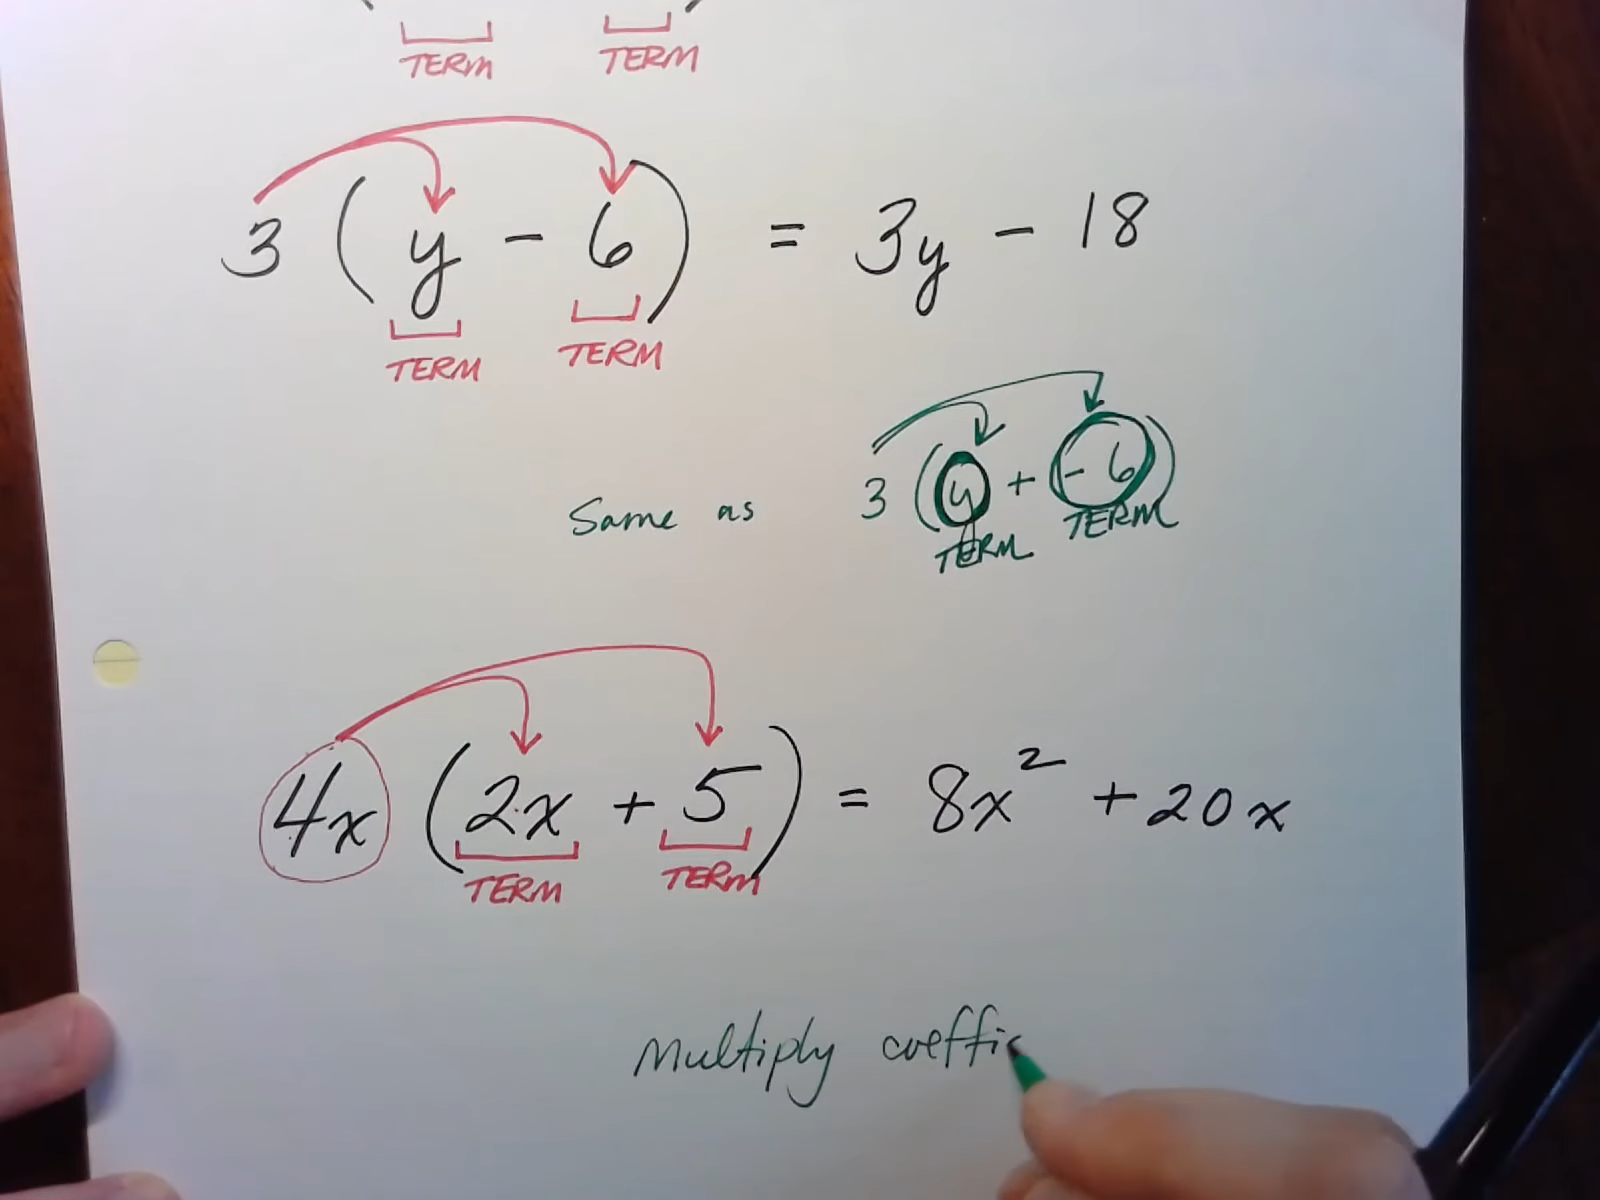 TERM TERM
3 (y - 6) = 3y - 18
TERM TERM
Same as 3 (y + -6)
TERM TERM
4x (2x + 5) = 8x² + 20x
TERM TERM
Multiply coeffic